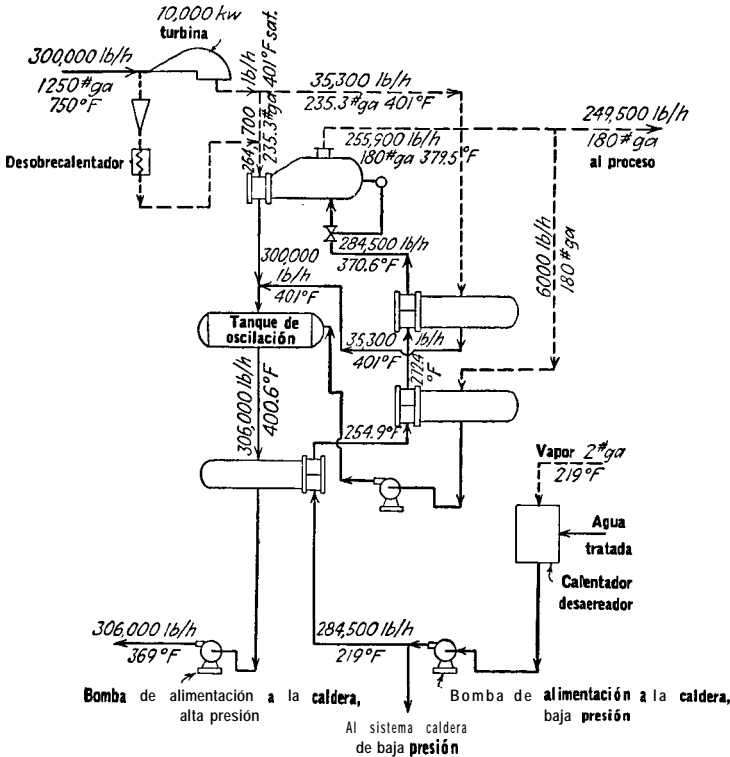 10,000 kw
turbina
300,000 lb/h
1250#ga
750°F
264,700 lb/h
235.3#ga 401°F sat.
35,300 lb/h
235.3#ga 401°F
249,500 lb/h
180#ga
al proceso
255,900 lb/h
180#ga 379.5°F
Desobrecalentador
6000 lb/h
180#ga
284,500 lb/h
370.6°F
300,000
lb/h
401°F
Tanque de
oscilación
35,300 lb/h
401°F
272.4
°F
306,000 lb/h
400.6°F
254.9°F
Vapor 2#ga
219°F
Agua
tratada
Calentador
desaereador
306,000 lb/h
369°F
284,500 lb/h
219°F
Bomba de alimentación a la caldera,
alta presión
Bomba de alimentación a la caldera,
baja presión
Al sistema caldera
de baja presión